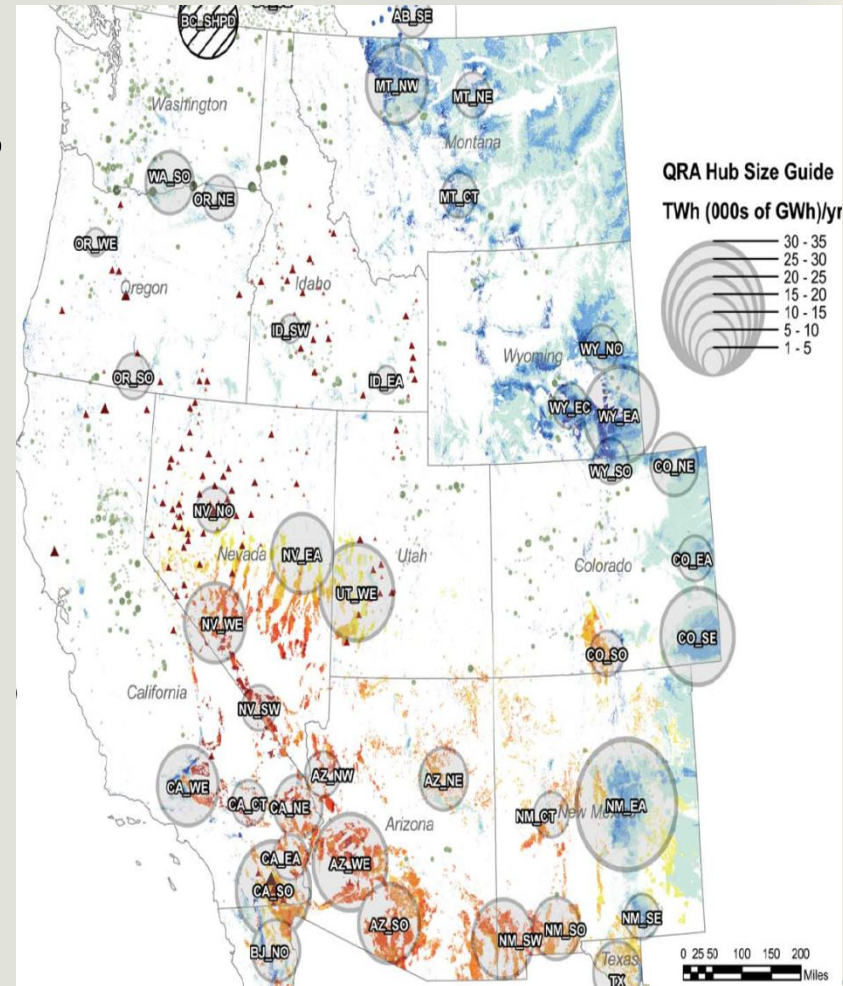 BC_SHPD
AB_SE
MT_NW
MT_NE
Washington
Montana
WA_SO
OR_NE
MT_CT
QRA Hub Size Guide
TWh (000s of GWh)/yr
30 - 35
25 - 30
20 - 25
15 - 20
10 - 15
5 - 10
1 - 5
OR_WE
Oregon
Idaho
ID_SW
Wyoming
WY_NO
OR_SO
ID_EA
WY_EC
WY_EA
WY_SO
CO_NE
NV_NO
Nevada
NV_EA
Utah
Colorado
CO_EA
UT_WE
NV_WE
CO_SE
CO_SO
California
NV_SW
CA_WE
AZ_NW
AZ_NE
CA_CT
CA_NE
NM_CT
New Mexico
NM_EA
Arizona
CA_EA
AZ_WE
CA_SO
AZ_SO
NM_SW
NM_SO
NM_SE
BJ_NO
Texas
TX
0 25 50 100 150 200
Miles